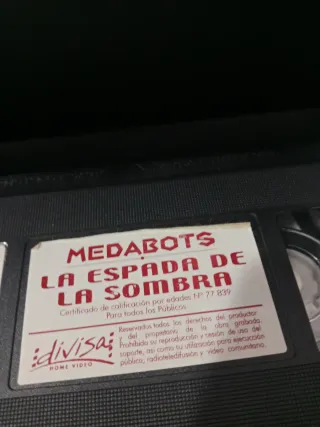 MEDABOTS
LA ESPADA DE
LA SOMBRA
Certificado de calificación por edades Nº 77.839
Para todos los Públicos
divisa
HOME VIDEO
Reservados todos los derechos del productor
y del propietario de la obra grabada.
Prohibida su reproducción y cesión de uso del
soporte, así como su utilización para ejecución
pública, radioteledifusión y video comunitario.